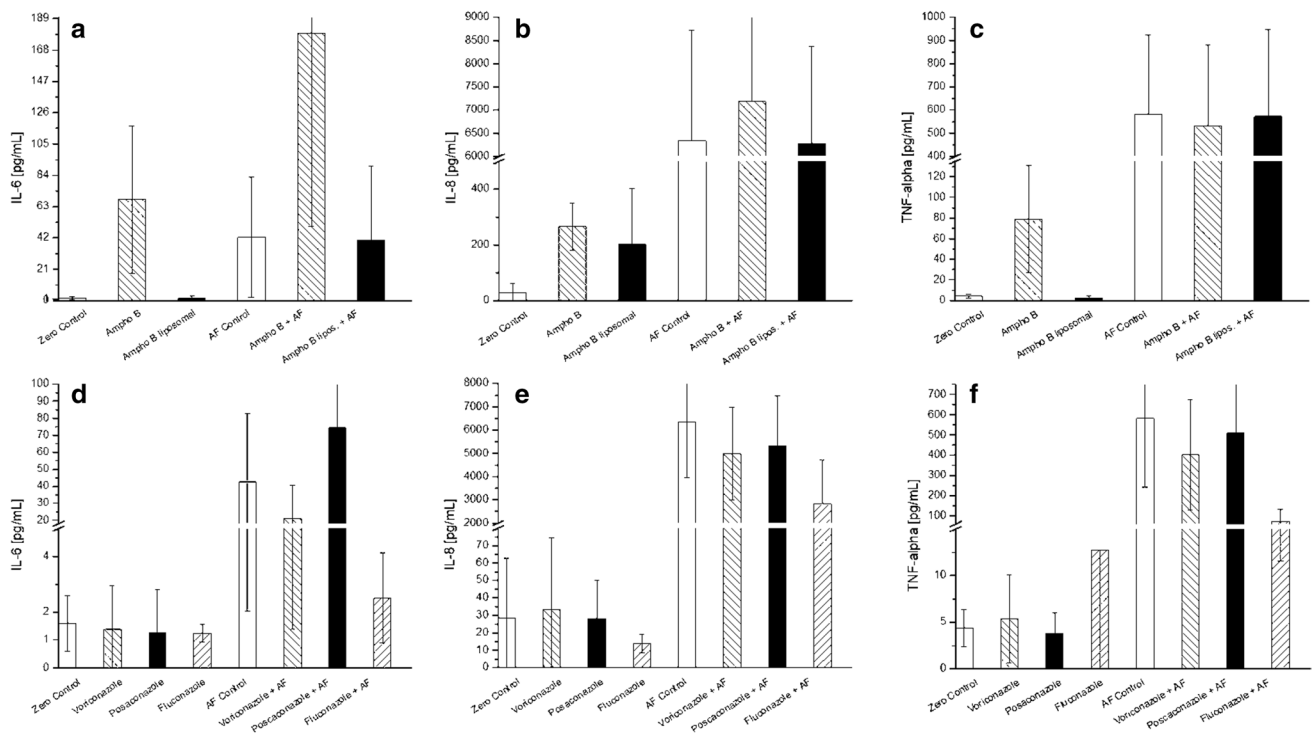 a
IL-6 [pg/mL]
189
168
147
126
105
84
63
42
21
0
Zero Control
Ampho B
Ampho B liposomel
AF Control
Ampho B + AF
Ampho B lipos. + AF
b
IL-8 [pg/mL]
9000
8500
8000
7500
7000
6500
6000
400
200
0
Zero Control
Ampho B
Ampho B liposomal
AF Control
Ampho B + AF
Ampho B lipos. + AF
c
TNF-alpha [pg/mL]
1000
900
800
700
600
500
400
120
100
80
60
40
20
0
Zero Control
Ampho B
Ampho B liposomal
AF Control
Ampho B + AF
Ampho B lipos. + AF
d
IL-6 [pg/mL]
100
90
80
70
60
50
40
30
20
4
2
1
0
Zero Control
Voriconazole
Posaconazole
Fluconazole
AF Control
Voriconazole + AF
Poscaconazole + AF
Fluconazole + AF
e
IL-8 [pg/mL]
8000
7000
6000
5000
4000
3000
2000
70
60
50
40
30
20
10
0
Zero Control
Voriconazole
Posaconazole
Fluconazole
AF Control
Voriconazole + AF
Poscaconazole + AF
Fluconazole + AF
f
TNF-alpha [pg/mL]
700
600
500
400
300
200
100
10
5
0
Zero Control
Voriconazole
Posaconazole
Fluconazole
AF Control
Voriconazole + AF
Poscaconazole + AF
Fluconazole + AF